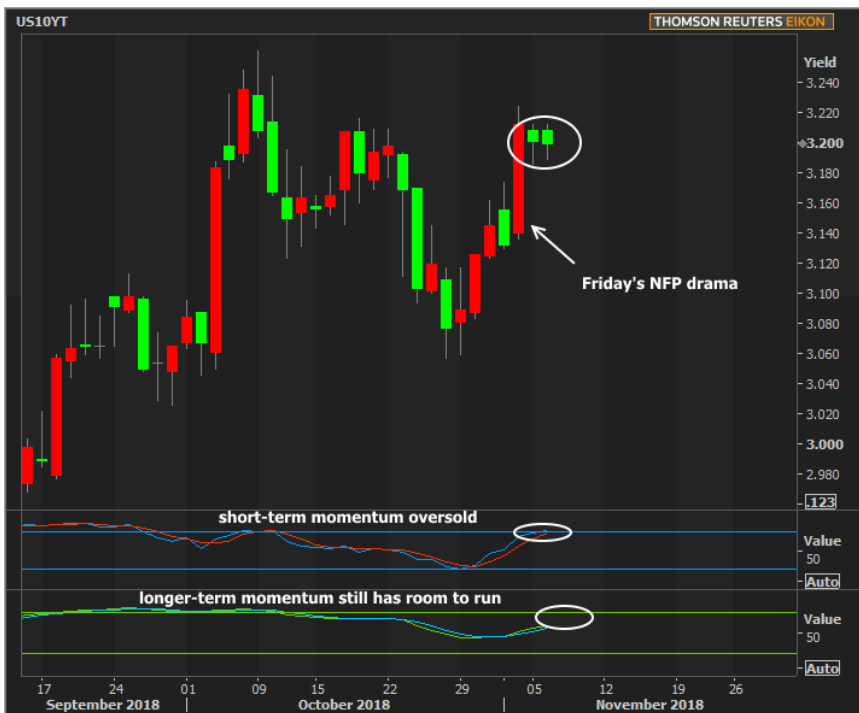 US10YT
THOMSON REUTERS EIKON
Yield
3.240
3.220
3.200
3.180
3.160
3.140
3.120
3.100
3.080
3.060
3.040
3.020
3.000
2.980
.123
Friday's NFP drama
short-term momentum oversold
Value
50
Auto
longer-term momentum still has room to run
Value
50
Auto
17 24 01 09 15 22 29 05 12 19 26
September 2018 October 2018 November 2018